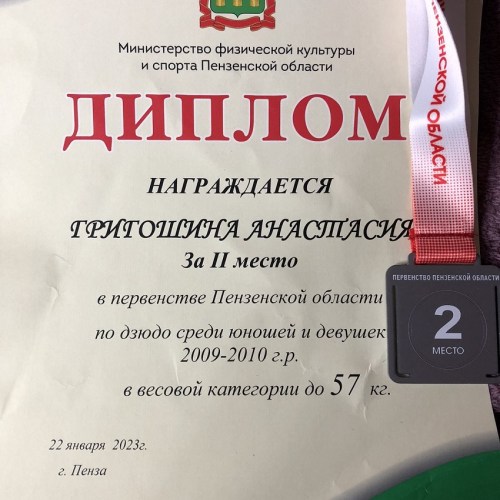 Министерство физической культуры
и спорта Пензенской области
ДИПЛОМ
НАГРАЖДАЕТСЯ
ГРИГОШИНА АНАСТАСИЯ
За II место
в первенстве Пензенской области
по дзюдо среди юношей и девушек
2009-2010 г.р.
в весовой категории до 57 кг.
22 января 2023г.
г. Пенза
ПЕНЗЕНСКОЙ ОБЛАСТИ
ПЕРВЕНСТВО ПЕНЗЕНСКОЙ ОБЛАСТИ
2
МЕСТО